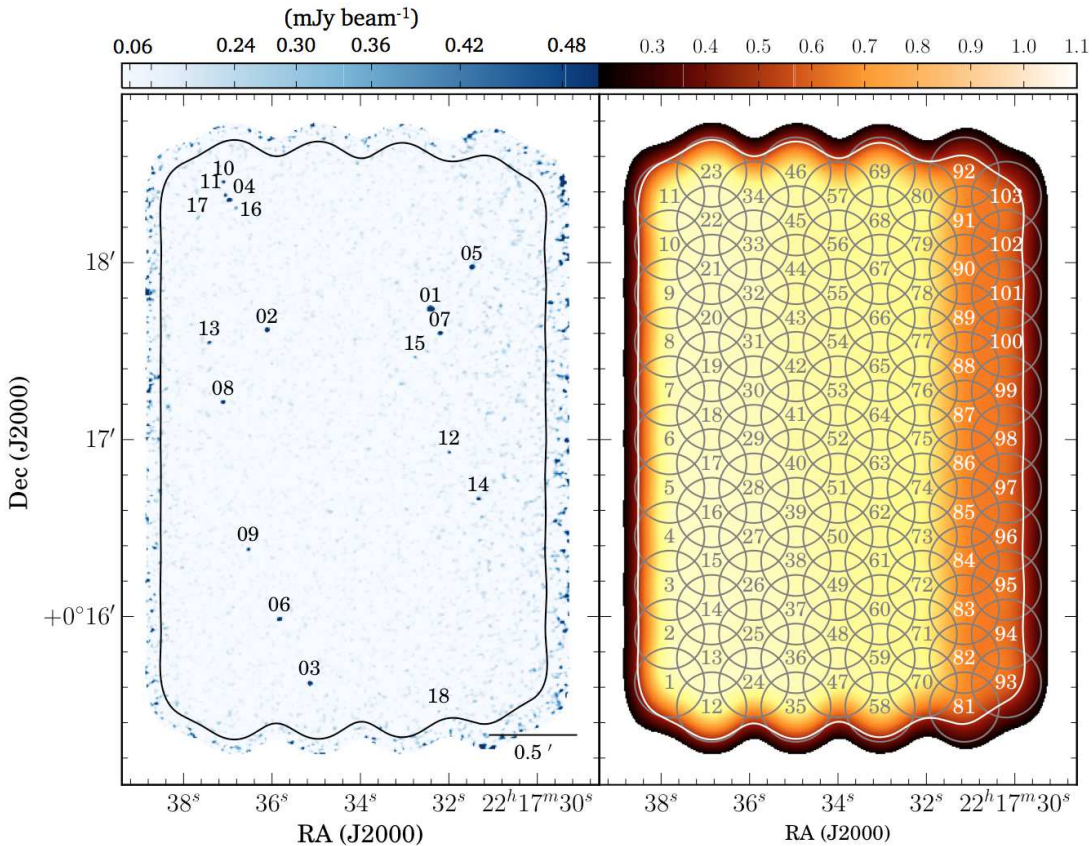 (mJy beam-1)
0.06 0.24 0.30 0.36 0.42 0.48 0.3 0.4 0.5 0.6 0.7 0.8 0.9 1.0 1.1
10
11 04
17 16
05
01
02 07
13 15
08
12
14
09
06
03
18
0.5 ′
18′
17′
+0°16′
Dec (J2000)
38s 36s 34s 32s 22h17m30s
RA (J2000)
23 46 69 92
11 34 57 80 103
22 45 68 91
10 33 56 79 102
21 44 67 90
9 32 55 78 101
20 43 66 89
8 31 54 77 100
19 42 65 88
7 30 53 76 99
18 41 64 87
6 29 52 75 98
17 40 63 86
5 28 51 74 97
16 39 62 85
4 27 50 73 96
15 38 61 84
3 26 49 72 95
14 37 60 83
2 25 48 71 94
13 36 59 82
1 24 47 70 93
12 35 58 81
38s 36s 34s 32s 22h17m30s
RA (J2000)